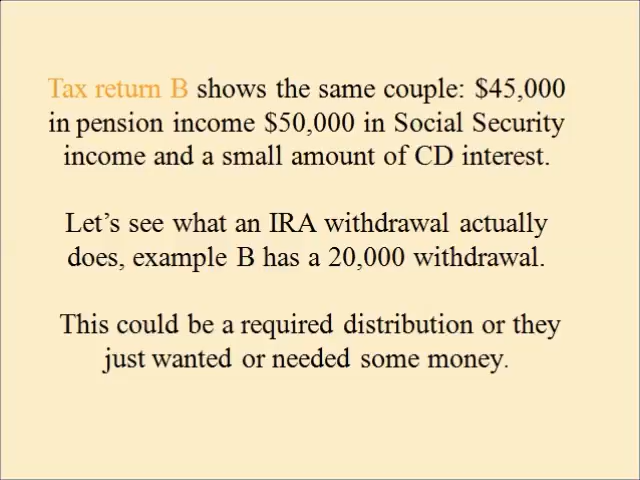 Tax return B shows the same couple: $45,000
in pension income $50,000 in Social Security
income and a small amount of CD interest.
Let's see what an IRA withdrawal actually
does, example B has a 20,000 withdrawal.
This could be a required distribution or they
just wanted or needed some money.